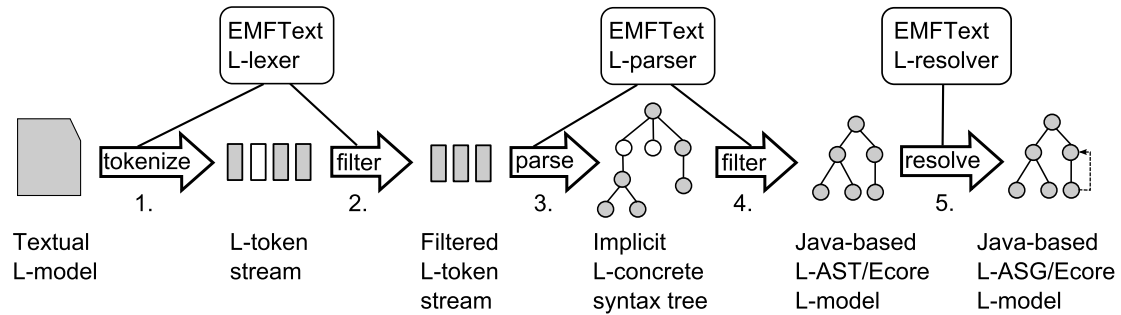 EMFText
L-lexer
EMFText
L-parser
EMFText
L-resolver
tokenize
filter
parse
filter
resolve
1.
2.
3.
4.
5.
Textual
L-model
L-token
stream
Filtered
L-token
stream
Implicit
L-concrete
syntax tree
Java-based
L-AST/Ecore
L-model
Java-based
L-ASG/Ecore
L-model